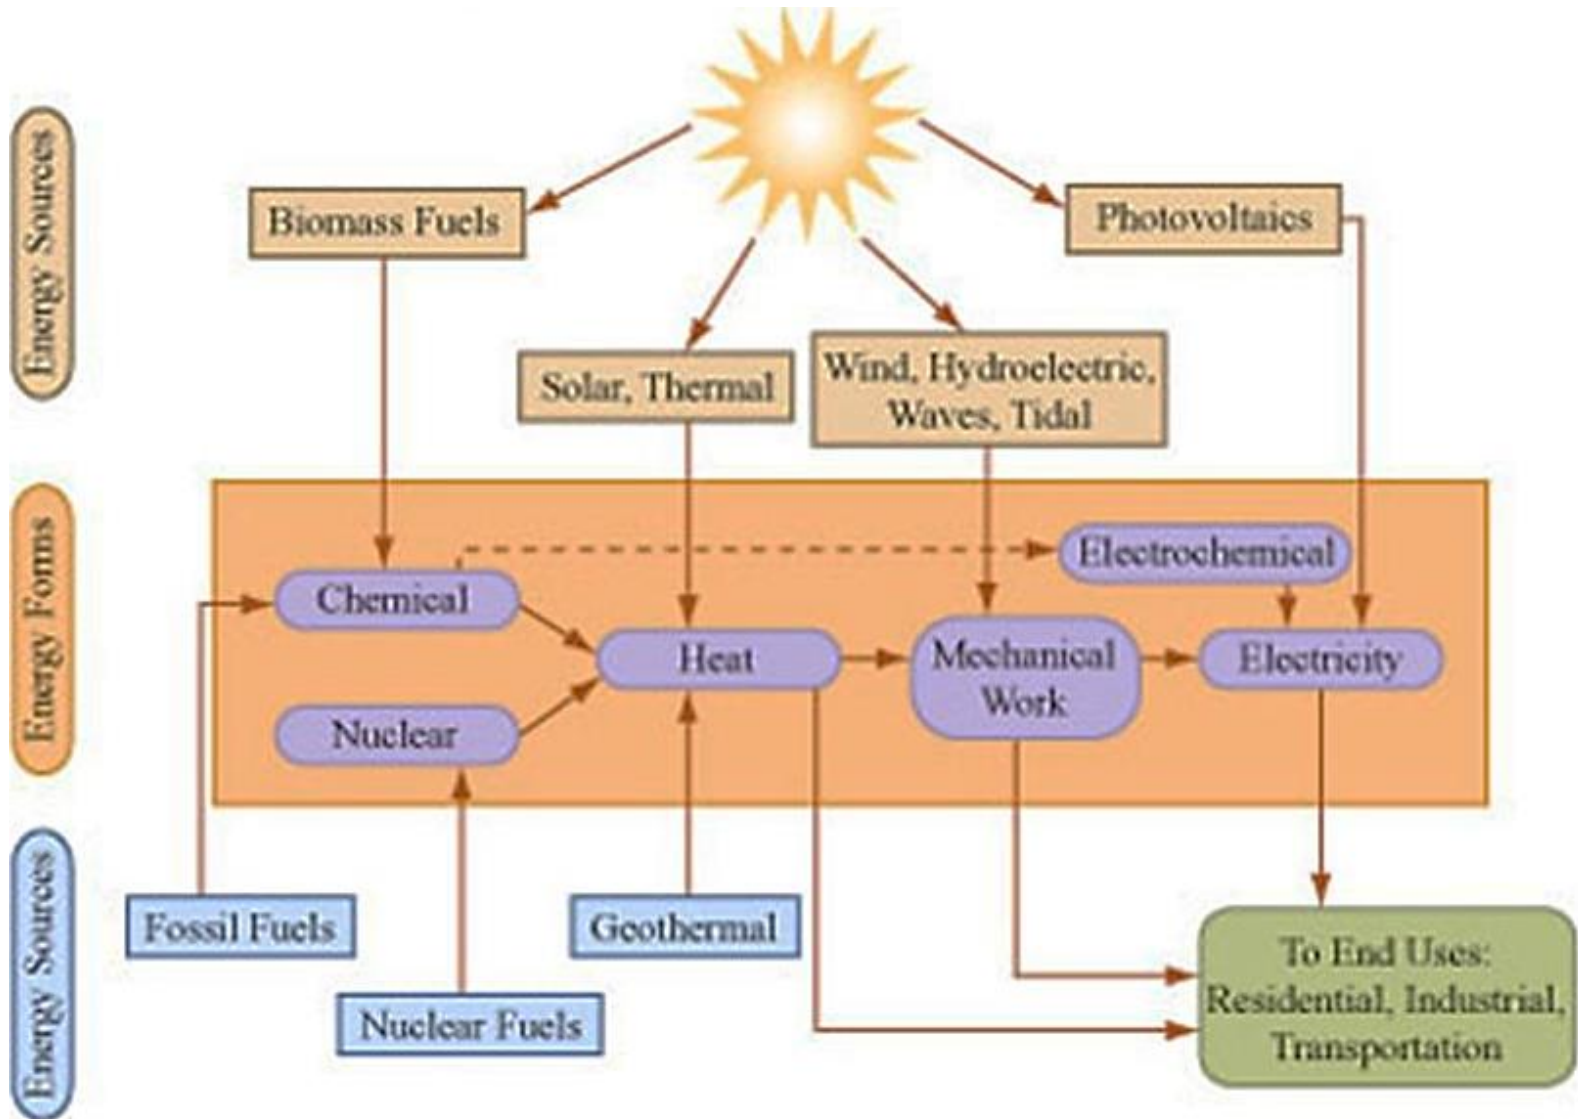 Energy Sources
Biomass Fuels
Photovoltaics
Solar, Thermal
Wind, Hydroelectric,
Waves, Tidal
Energy Forms
Chemical
Electrochemical
Heat
Mechanical
Work
Electricity
Nuclear
Energy Sources
Fossil Fuels
Geothermal
Nuclear Fuels
To End Uses:
Residential, Industrial,
Transportation